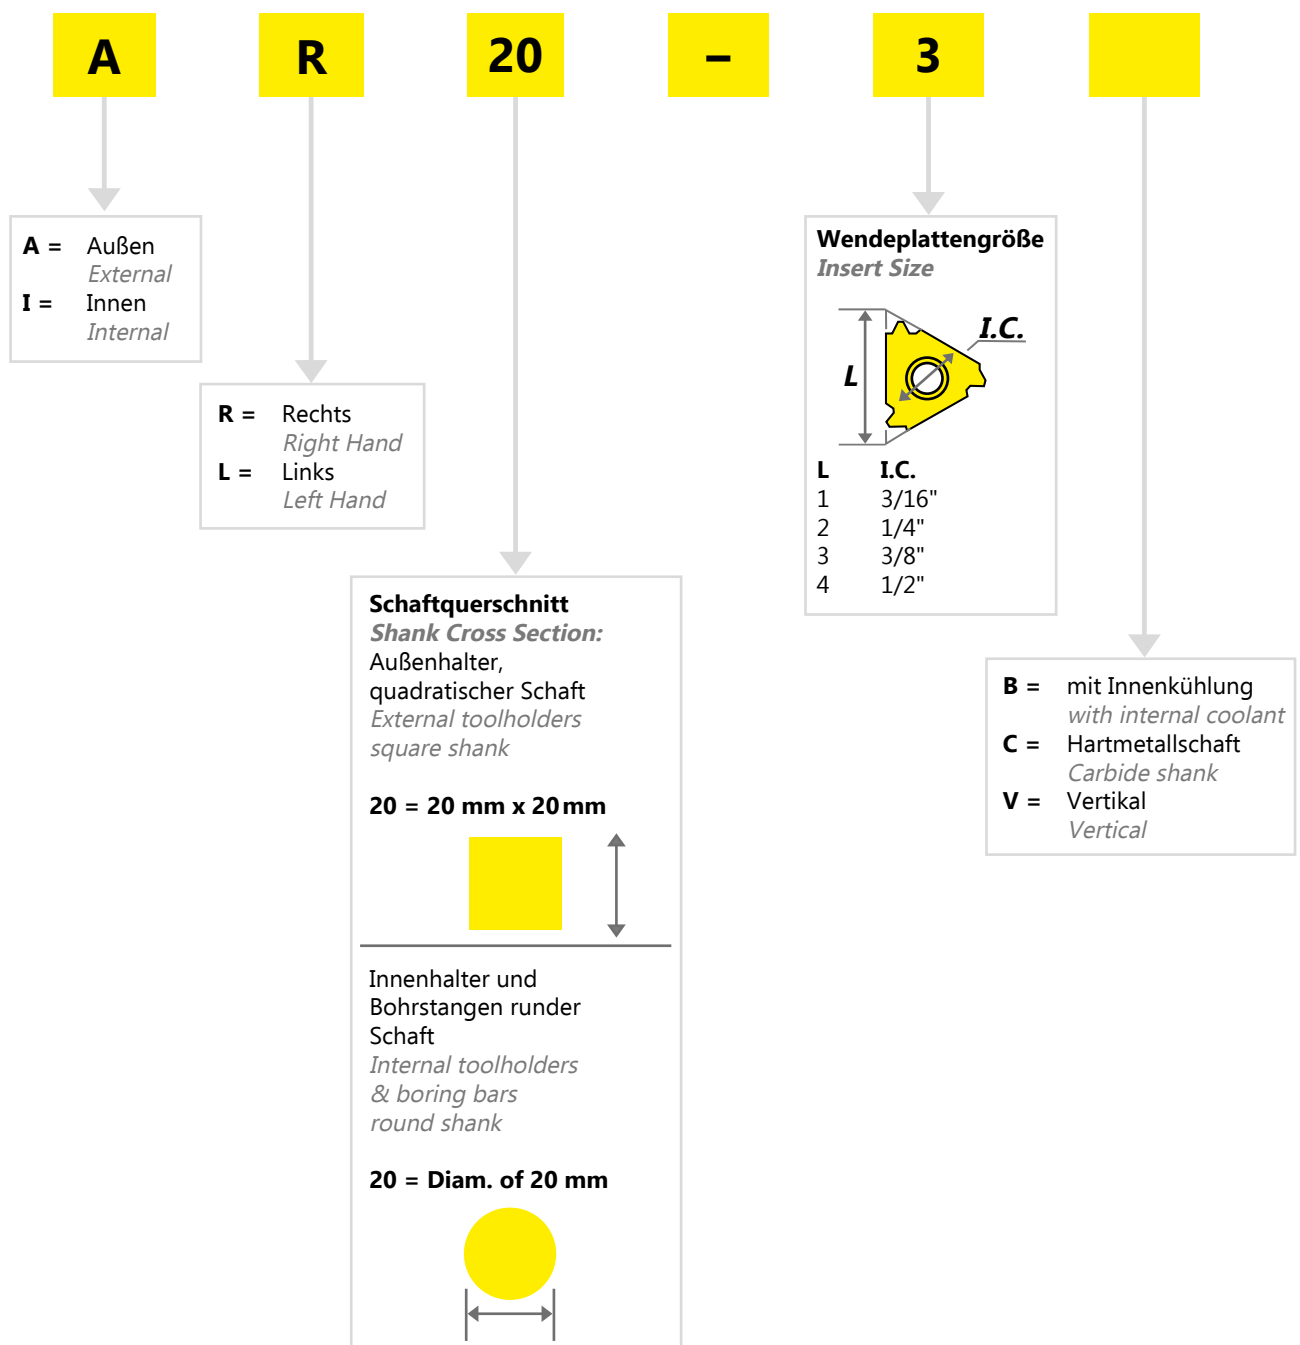 A R 20 – 3
A = Außen
External
I = Innen
Internal
R = Rechts
Right Hand
L = Links
Left Hand
Schaftquerschnitt
Shank Cross Section:
Außenhalter,
quadratischer Schaft
External toolholders
square shank
20 = 20 mm x 20 mm
Innenhalter und
Bohrstangen runder
Schaft
Internal toolholders
& boring bars
round shank
20 = Diam. of 20 mm
Wendeplattengröße
Insert Size
I.C.
L
L I.C.
1 3/16"
2 1/4"
3 3/8"
4 1/2"
B = mit Innenkühlung
with internal coolant
C = Hartmetallschaft
Carbide shank
V = Vertikal
Vertical